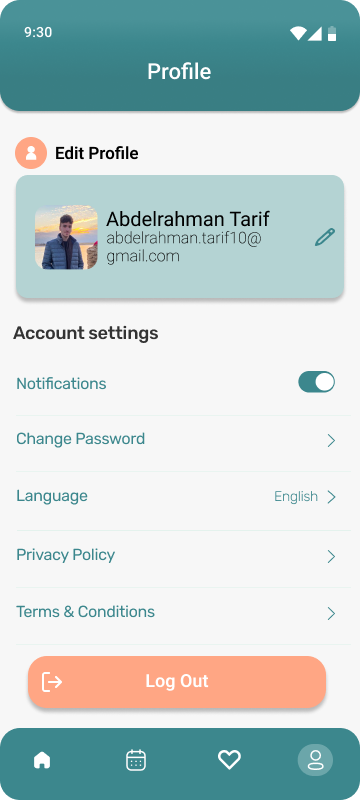 9:30
Profile
Edit Profile
Abdelrahman Tarif
abdelrahman.tarif10@
gmail.com
Account settings
Notifications
Change Password
Language
English
Privacy Policy
Terms & Conditions
Log Out